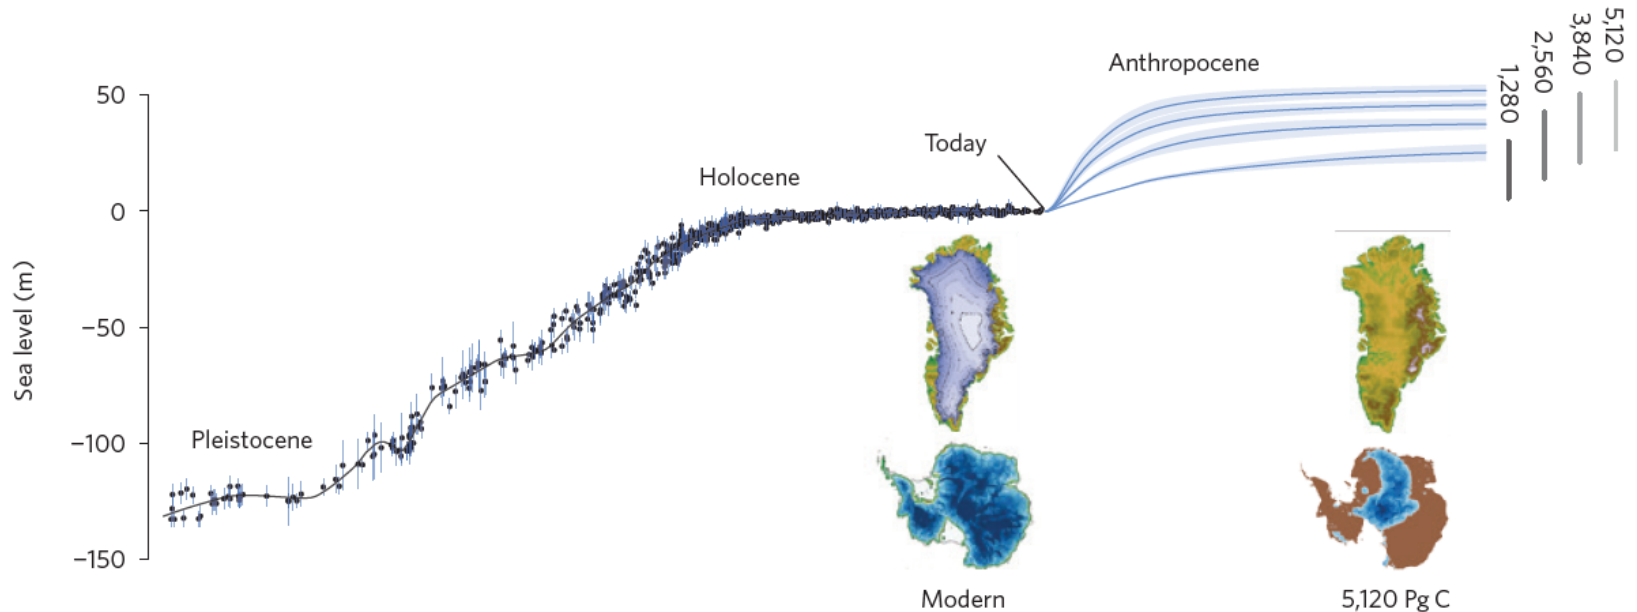 5,120
3,840
2,560
1,280
Anthropocene
50
Today
Holocene
0
Sea level (m)
−50
Pleistocene
−100
−150
Modern
5,120 Pg C